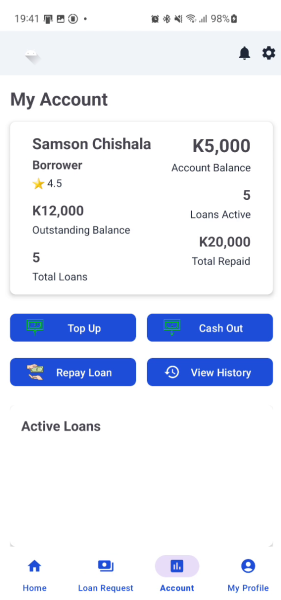 19:41
98%
My Account
Samson Chishala
Borrower
4.5
K12,000
Outstanding Balance
5
Total Loans
K5,000
Account Balance
5
Loans Active
K20,000
Total Repaid
Top Up
Cash Out
Repay Loan
View History
Active Loans
Home
Loan Request
Account
My Profile